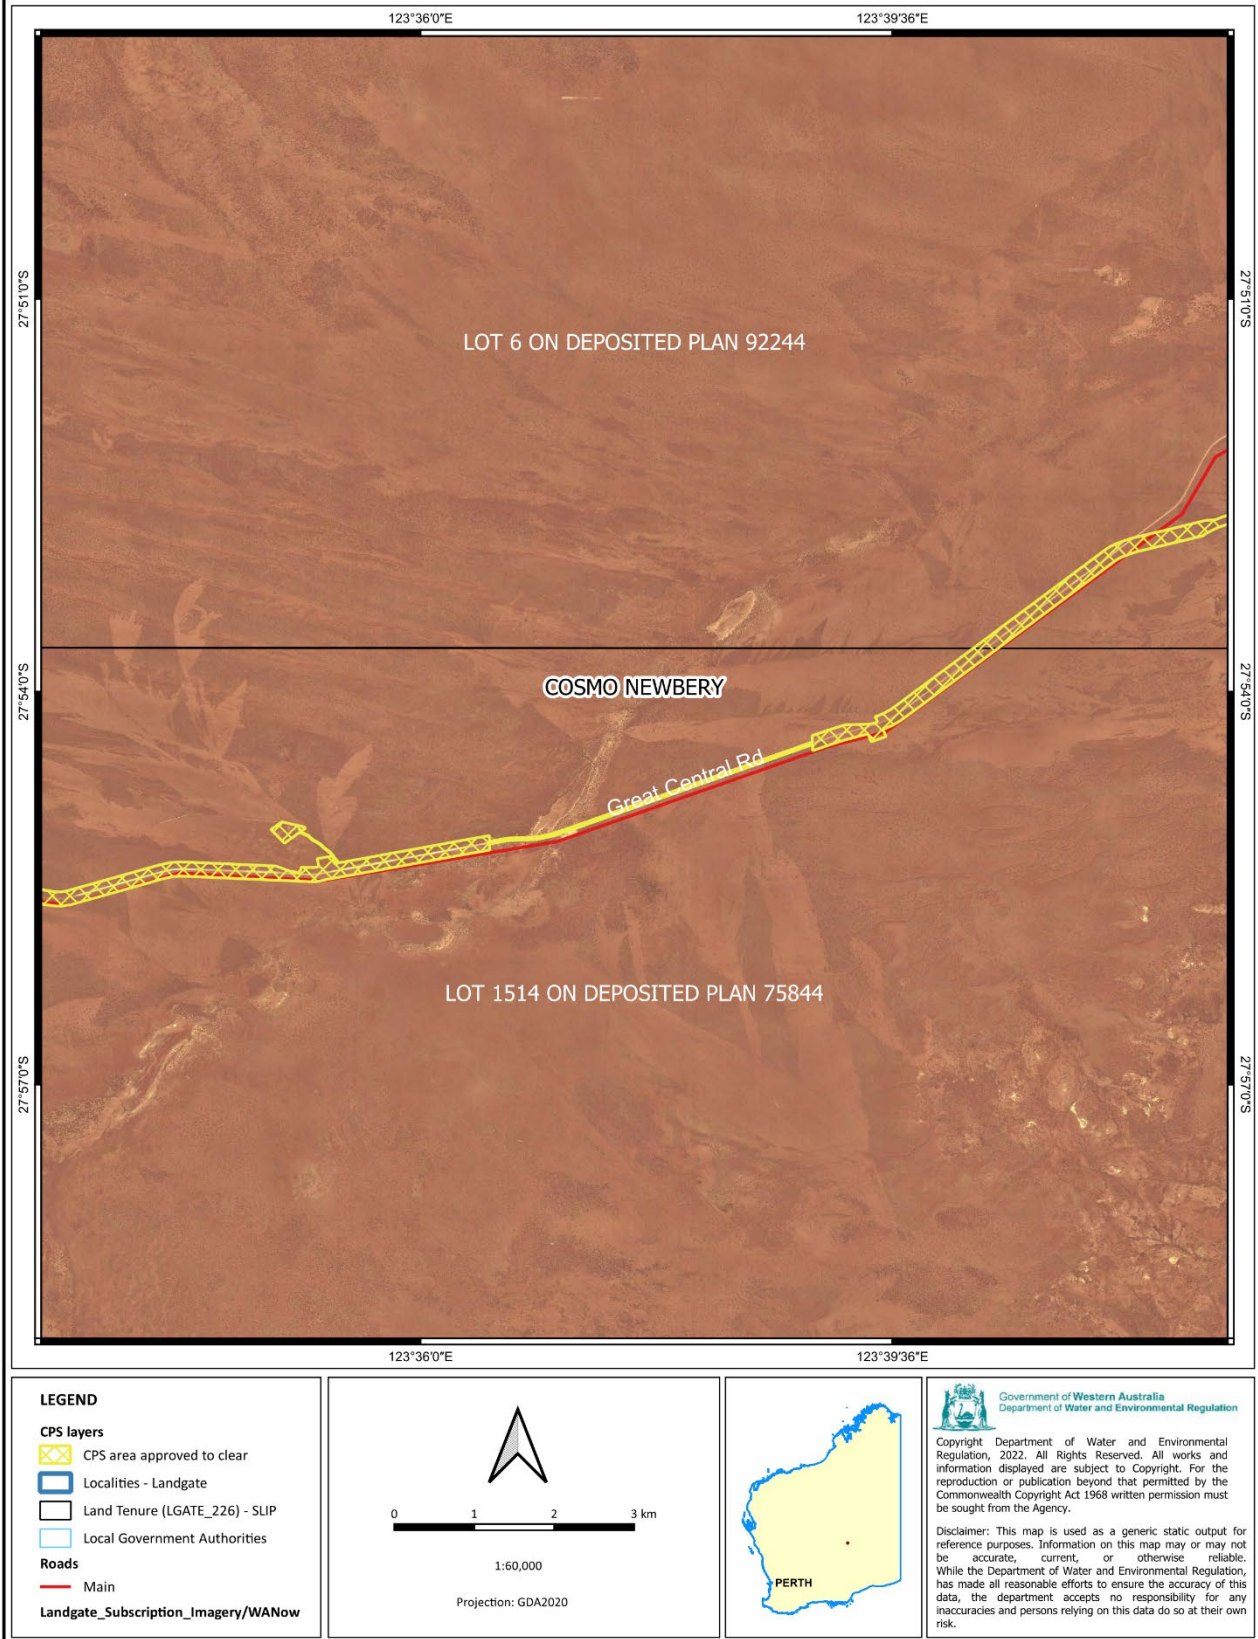 123°36'0"E 123°39'36"E
27°51'0"S 27°51'0"S
LOT 6 ON DEPOSITED PLAN 92244
27°54'0"S 27°54'0"S
COSMO NEWBERY
Great Central Rd
LOT 1514 ON DEPOSITED PLAN 75844
27°57'0"S 27°57'0"S
123°36'0"E 123°39'36"E
LEGEND
CPS layers
CPS area approved to clear
Localities - Landgate
Land Tenure (LGATE_226) - SLIP
Local Government Authorities
Roads
Main
Landgate_Subscription_Imagery/WANow
0 1 2 3 km
1:60,000
Projection: GDA2020
PERTH
Government of Western Australia
Department of Water and Environmental Regulation
Copyright Department of Water and Environmental
Regulation, 2022. All Rights Reserved. All works and
information displayed are subject to Copyright. For the
reproduction or publication beyond that permitted by the
Commonwealth Copyright Act 1968 written permission must
be sought from the Agency.
Disclaimer: This map is used as a generic static output for
reference purposes. Information on this map may or may not
be accurate, current, or otherwise reliable.
While the Department of Water and Environmental Regulation,
has made all reasonable efforts to ensure the accuracy of this
data, the department accepts no responsibility for any
inaccuracies and persons relying on this data do so at their own
risk.